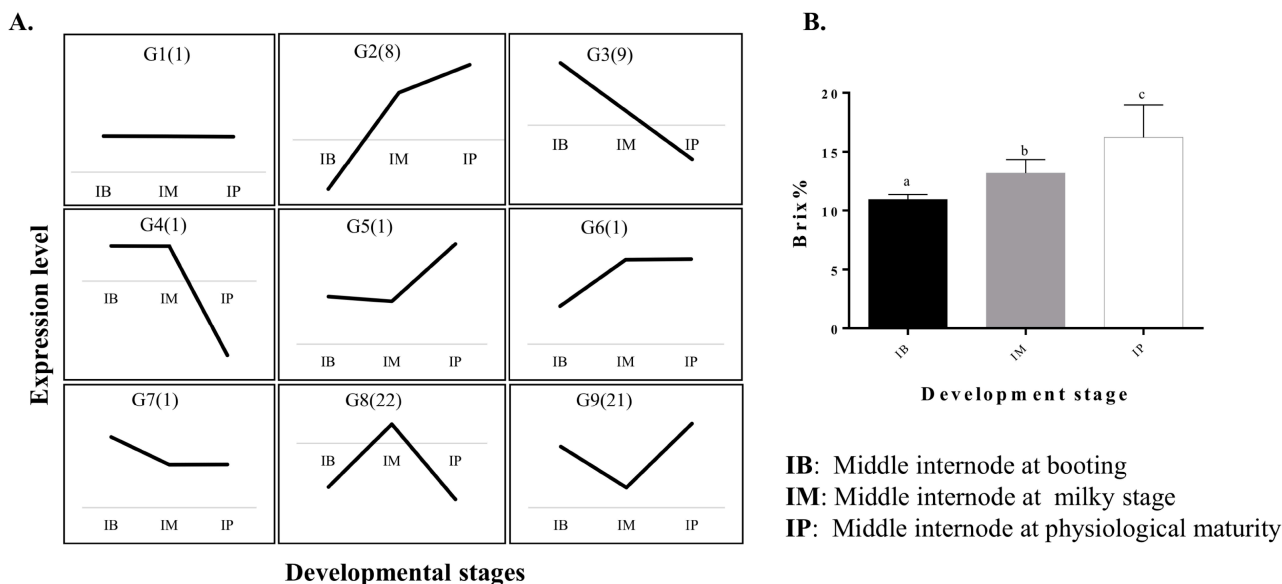 A.
G1(1)
IB IM IP
G2(8)
IB IM IP
G3(9)
IB IM IP
G4(1)
IB IM IP
G5(1)
IB IM IP
G6(1)
IB IM IP
G7(1)
IB IM IP
G8(22)
IB IM IP
G9(21)
IB IM IP
Expression level
Developmental stages
B.
20
15
10
5
0
Brix%
a
b
c
IB
IM
IP
Development stage
IB: Middle internode at booting
IM: Middle internode at milky stage
IP: Middle internode at physiological maturity